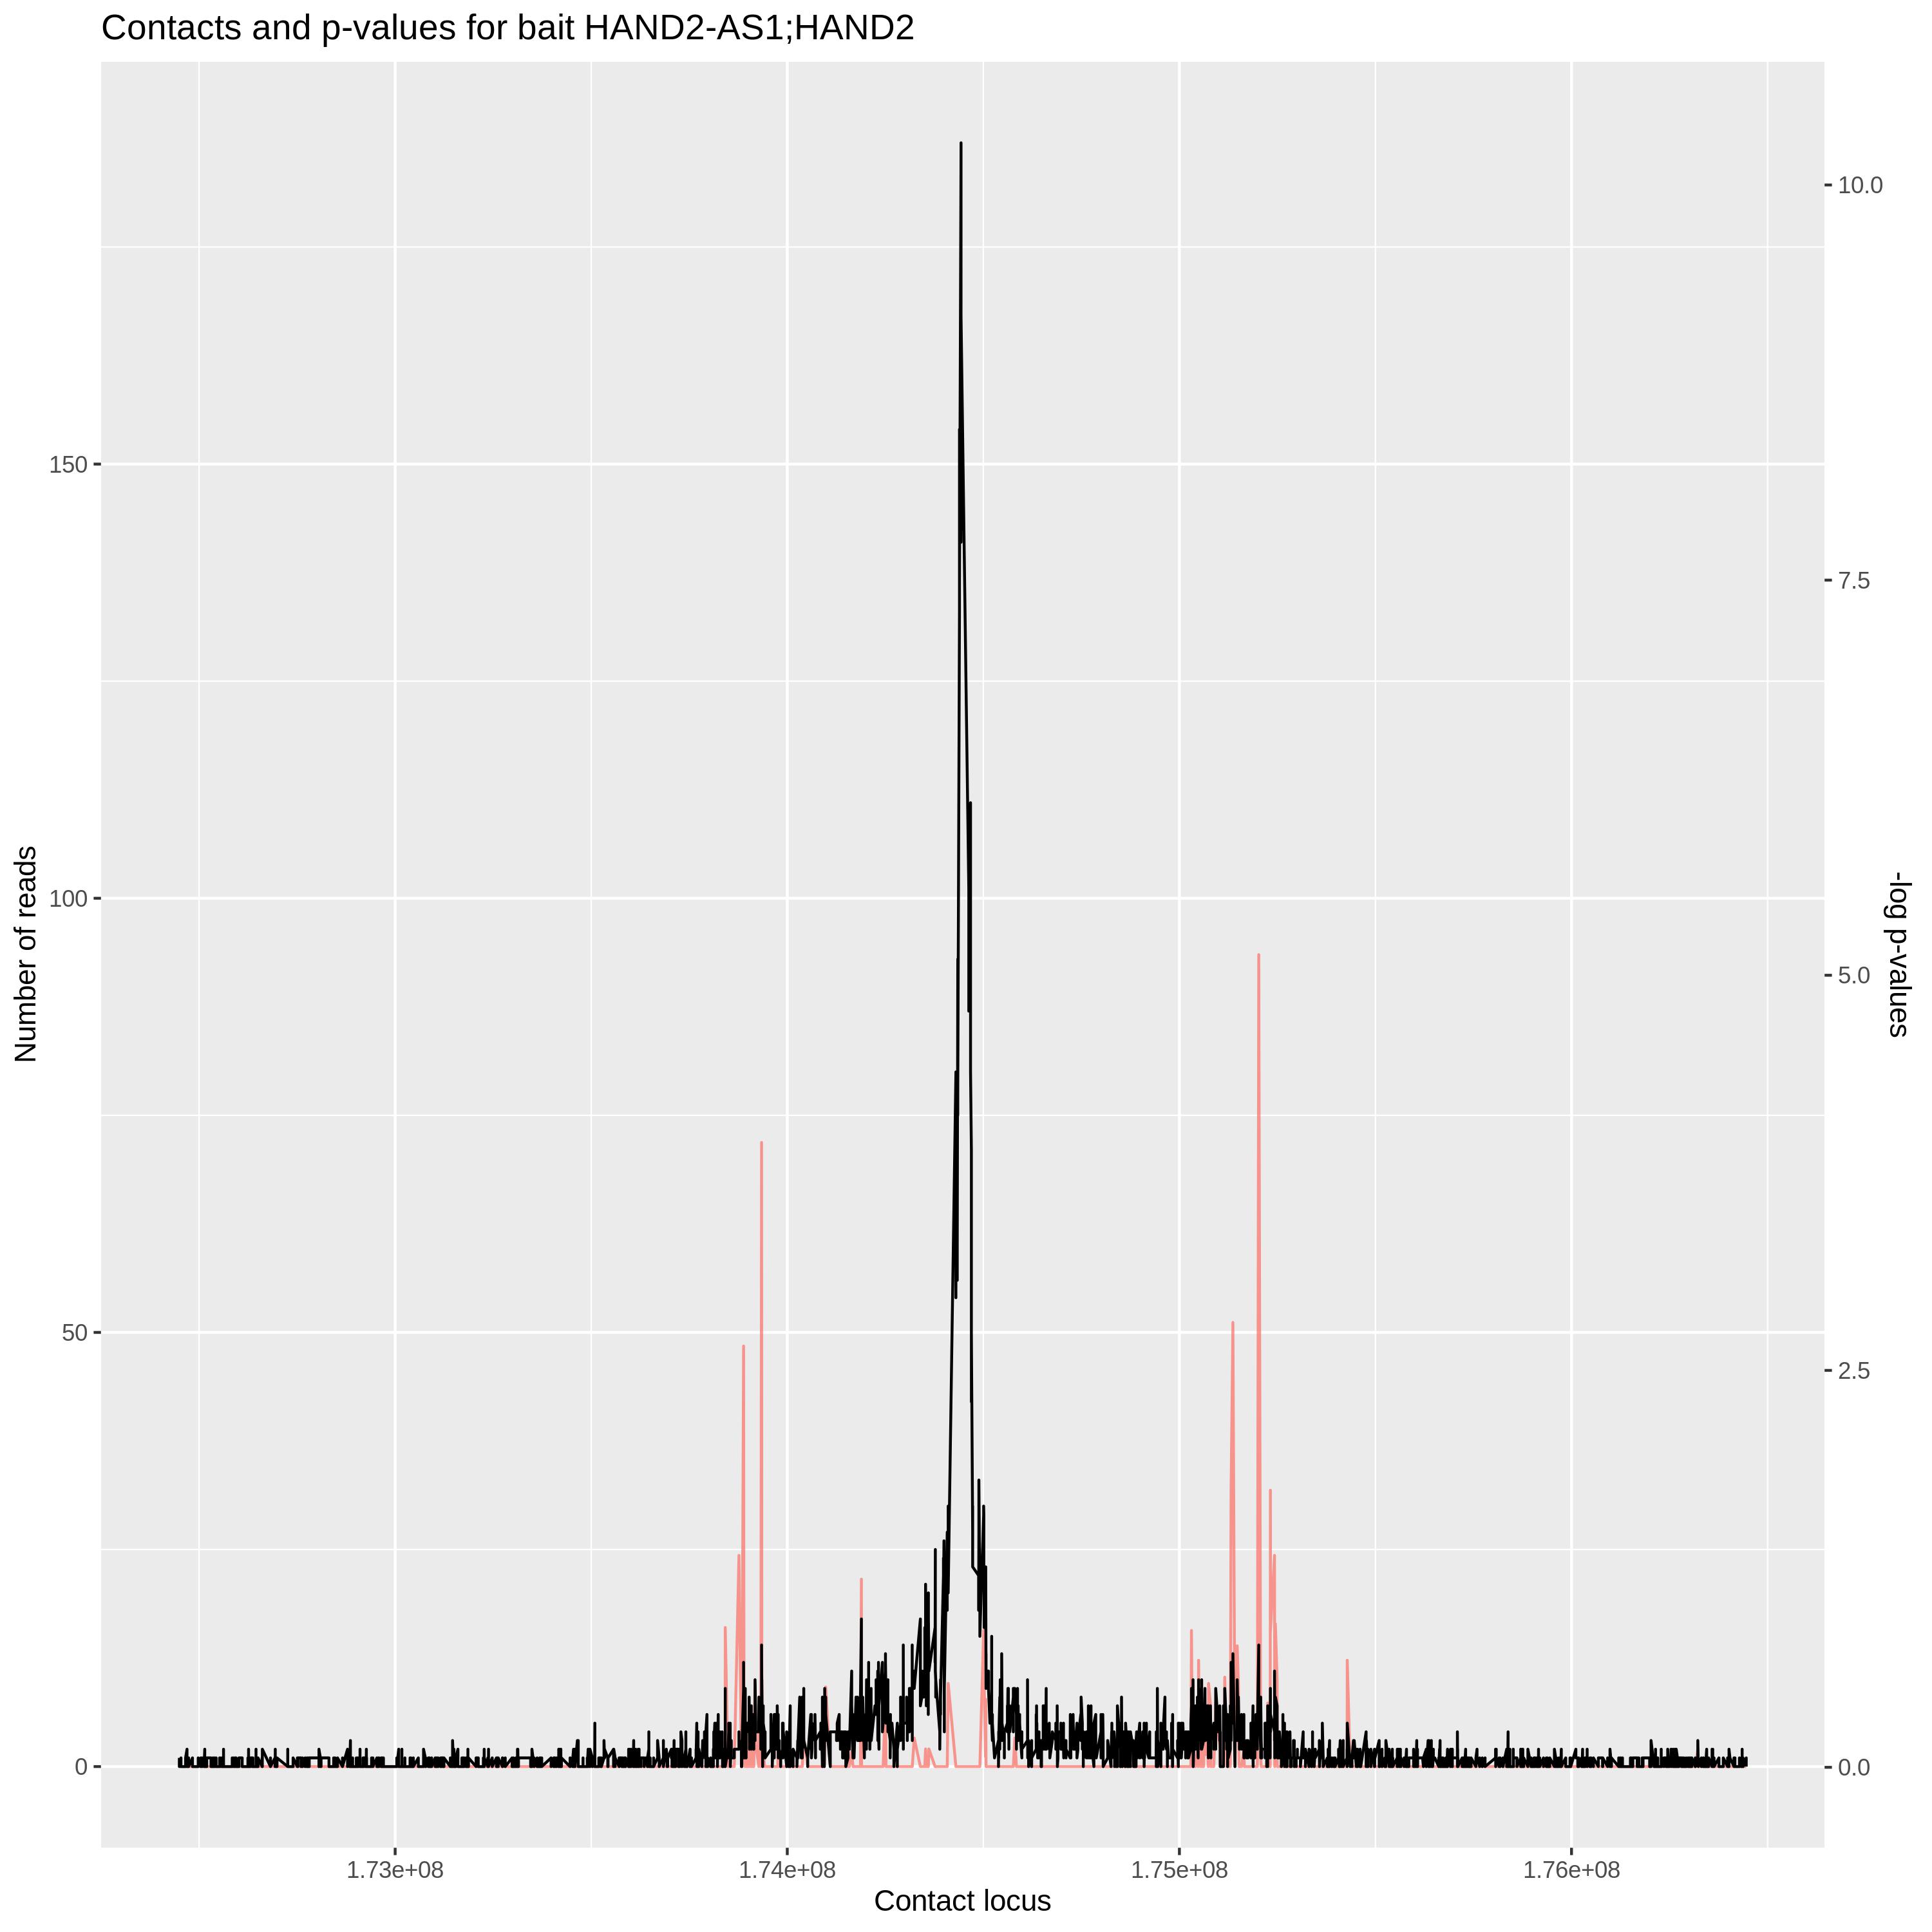 Contacts and p-values for bait HAND2-AS1;HAND2
Number of reads
150
100
50
0
10.0
7.5
5.0
2.5
0.0
-log p-values
1.73e+08
1.74e+08
1.75e+08
1.76e+08
Contact locus